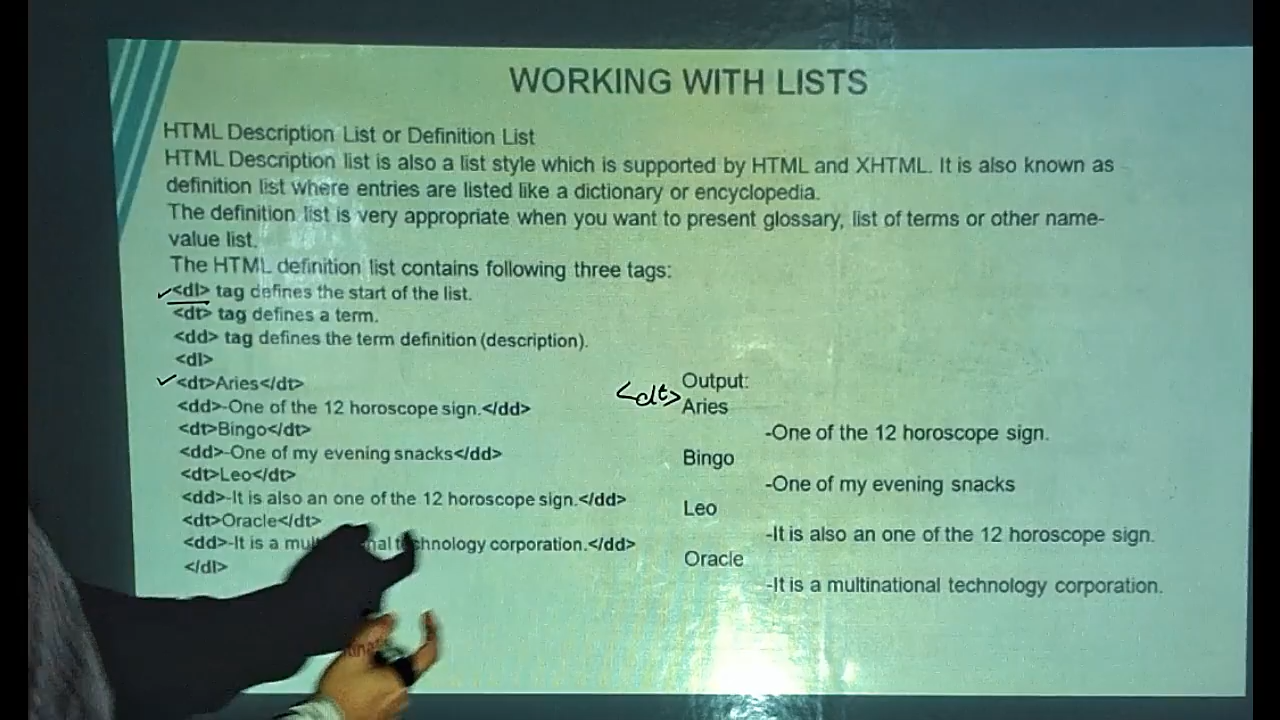 WORKING WITH LISTS
HTML Description List or Definition List
HTML Description list is also a list style which is supported by HTML and XHTML. It is also known as
definition list where entries are listed like a dictionary or encyclopedia.
The definition list is very appropriate when you want to present glossary, list of terms or other name-
value list.
The HTML definition list contains following three tags:
<dl> tag defines the start of the list.
<dt> tag defines a term.
<dd> tag defines the term definition (description).
<dl>
<dt>Aries</dt>
<dd>-One of the 12 horoscope sign.</dd>
<dt>Bingo</dt>
<dd>-One of my evening snacks</dd>
<dt>Leo</dt>
<dd>-It is also an one of the 12 horoscope sign.</dd>
<dt>Oracle</dt>
<dd>-It is a technology corporation.</dd>
</dl>
Output:
<dt>
Aries
-One of the 12 horoscope sign.
Bingo
-One of my evening snacks
Leo
-It is also an one of the 12 horoscope sign.
Oracle
-It is a multinational technology corporation.